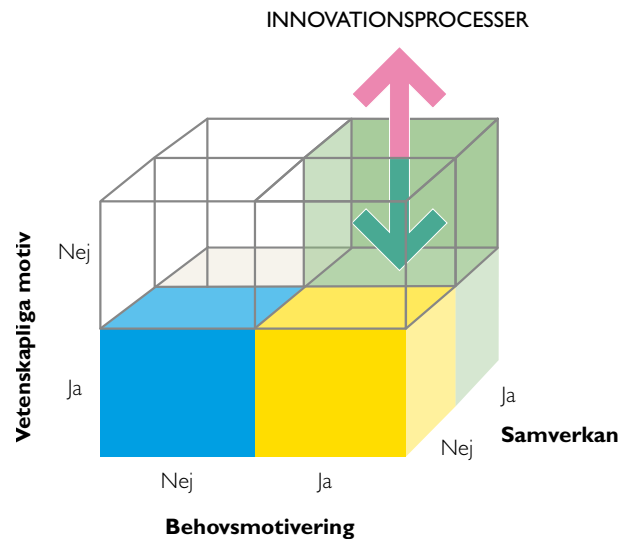 INNOVATIONSPROCESSER
Vetenskapliga motiv
Nej
Ja
Nej
Ja
Behovsmotivering
Nej
Ja
Samverkan